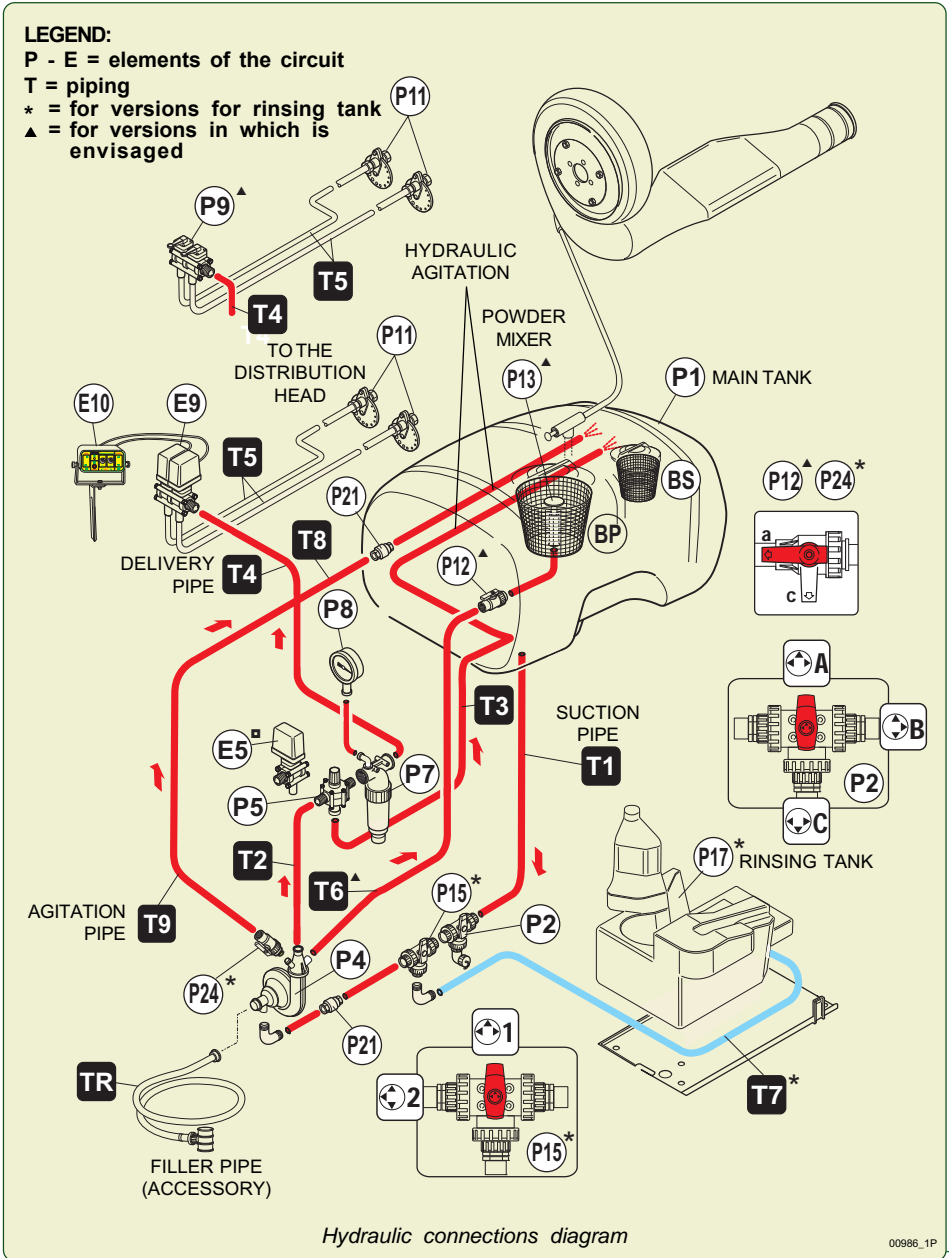 LEGEND:
P - E = elements of the circuit
T = piping
* = for versions for rinsing tank
▲ = for versions in which is
envisaged
P11
P9▲
T5
T4
HYDRAULIC
AGITATION
POWDER
MIXER
P13▲
P1 MAIN TANK
TO THE
DISTRIBUTION
HEAD
P11
E10
E9
T5
BS
BP
P12▲ P24*
a
c
P21
T8
P12▲
DELIVERY
PIPE T4
P8
T3
SUCTION
PIPE
T1
A
B
P2
C
E5
P5
P7
T2
T6▲
P17* RINSING TANK
AGITATION
PIPE T9
P15*
P2
P4
P24*
P21
1
2
P15*
T7*
TR
FILLER PIPE
(ACCESSORY)
Hydraulic connections diagram
00986_1P